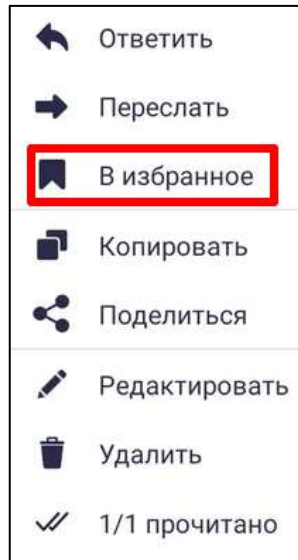 Ответить
Переслать
В избранное
Копировать
Поделиться
Редактировать
Удалить
1/1 прочитано